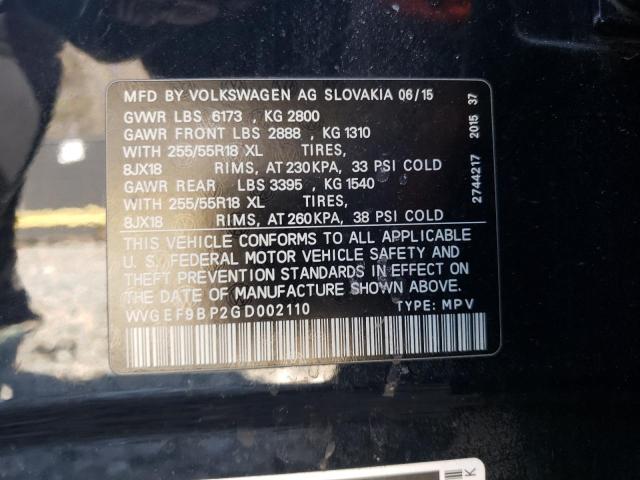 MFD BY VOLKSWAGEN AG SLOVAKIA 06/15
GVWR LBS 6173 , KG 2800
GAWR FRONT LBS 2888 , KG 1310
WITH 255/55R18 XL TIRES,
8JX18 RIMS, AT 230KPA, 33 PSI COLD
GAWR REAR LBS 3395 , KG 1540
WITH 255/55R18 XL TIRES,
8JX18 RIMS, AT 260KPA, 38 PSI COLD
THIS VEHICLE CONFORMS TO ALL APPLICABLE
U. S. FEDERAL MOTOR VEHICLE SAFETY AND
THEFT PREVENTION STANDARDS IN EFFECT ON
THE DATE OF MANUFACTURE SHOWN ABOVE.
WVGEF9BP2GD002110 TYPE: MPV
2744217 2015 37
K